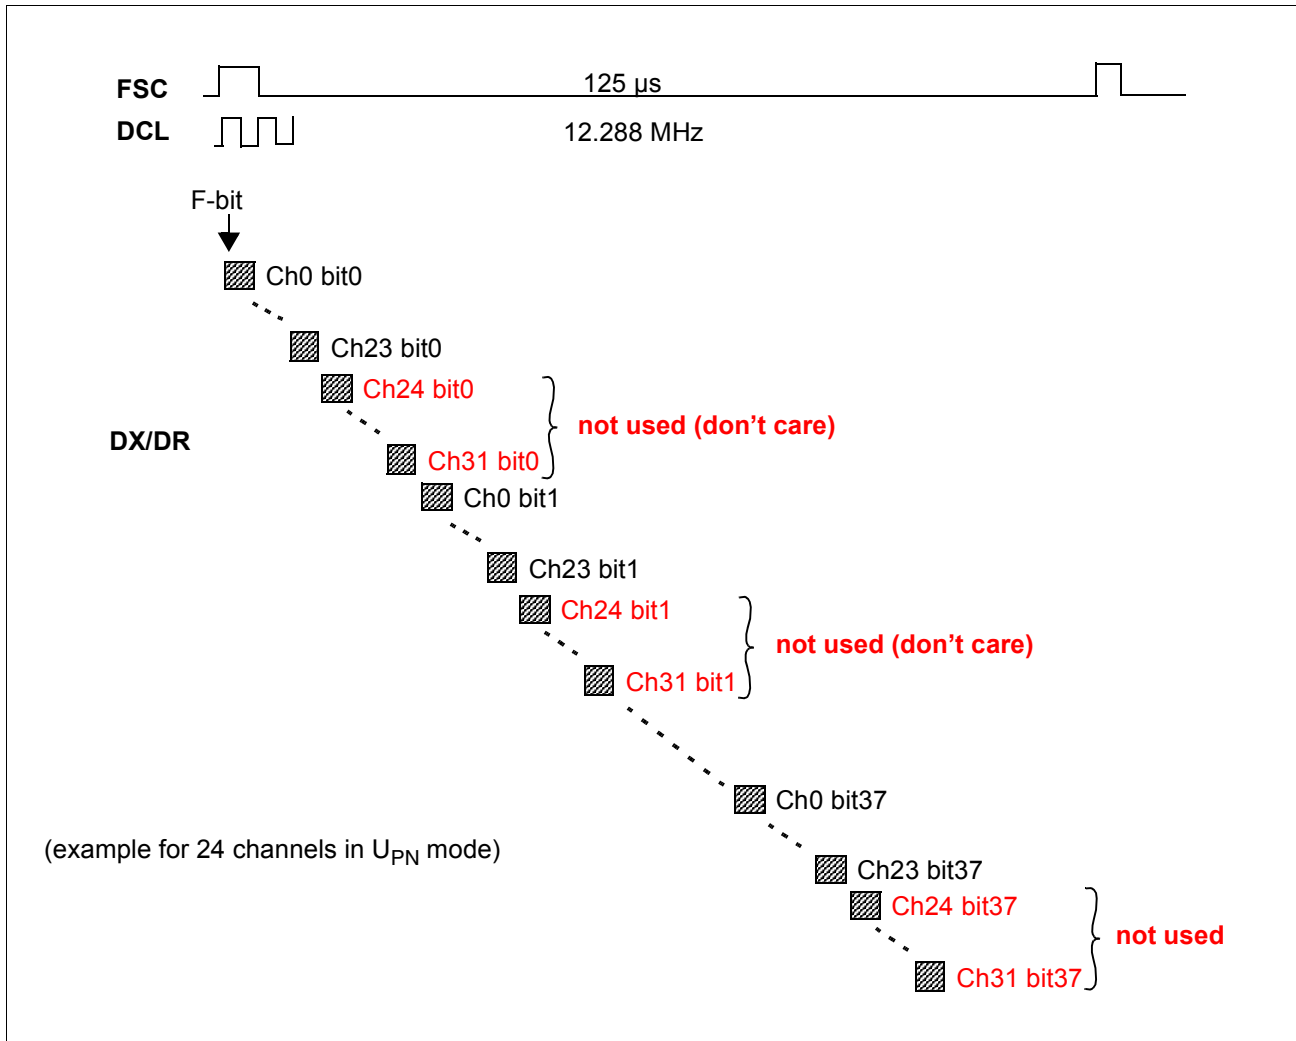 FSC
125 µs
DCL
12.288 MHz
F-bit
Ch0 bit0
Ch23 bit0
Ch24 bit0
not used (don't care)
DX/DR
Ch31 bit0
Ch0 bit1
Ch23 bit1
Ch24 bit1
not used (don't care)
Ch31 bit1
Ch0 bit37
(example for 24 channels in UPN mode)
Ch23 bit37
Ch24 bit37
not used
Ch31 bit37